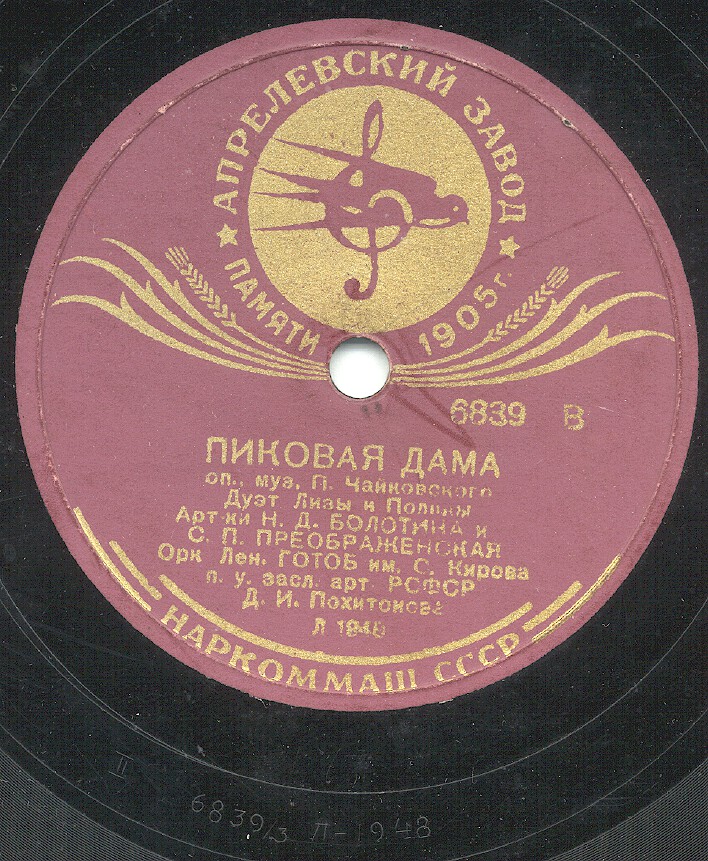 ★ АПРЕЛЕВСКИЙ ЗАВОД ★
ПАМЯТИ 1905 г.
6839 В
ПИКОВАЯ ДАМА
оп., муз. П. Чайковского
Дуэт Лизы и Полины
Арт-ки Н. Д. БОЛОТИНА и
С. П. ПРЕОБРАЖЕНСКАЯ
Орк Лен. ГОТОБ им. С. Кирова
п. у. засл. арт. РСФСР
Д. И. Похитонова
Л 1948
НАРКОММАШ СССР
II
6839/3 Л-1948